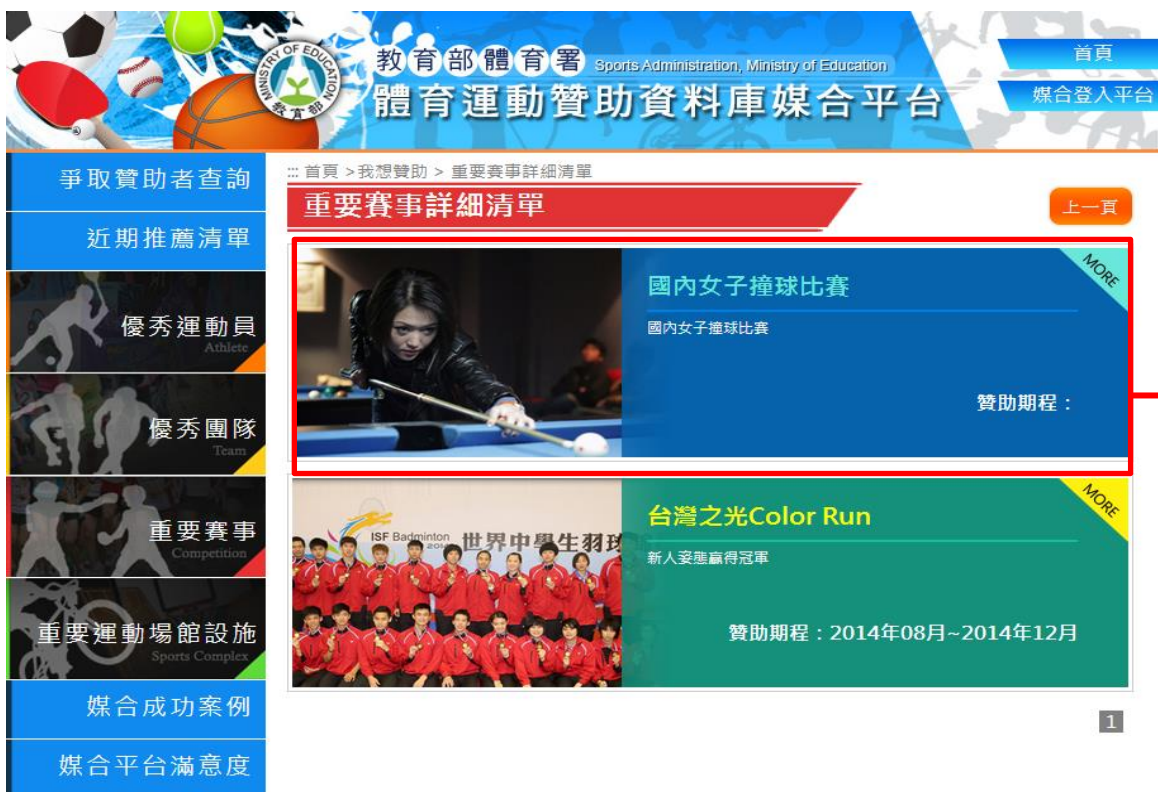 MINISTRY OF EDUCATION
教育部
教育部體育署 Sports Administration, Ministry of Education
體育運動贊助資料庫媒合平台
首頁
媒合登入平台
爭取贊助者查詢
近期推薦清單
優秀運動員
Athlete
優秀團隊
Team
重要賽事
Competition
重要運動場館設施
Sports Complex
媒合成功案例
媒合平台滿意度
::: 首頁 >我想贊助 > 重要賽事詳細清單
重要賽事詳細清單
上一頁
國內女子撞球比賽
MORE
國內女子撞球比賽
贊助期程：
ISF Badminton
2014
世界中學生羽球
台灣之光Color Run
MORE
新人姿態贏得冠軍
贊助期程：2014年08月~2014年12月
1